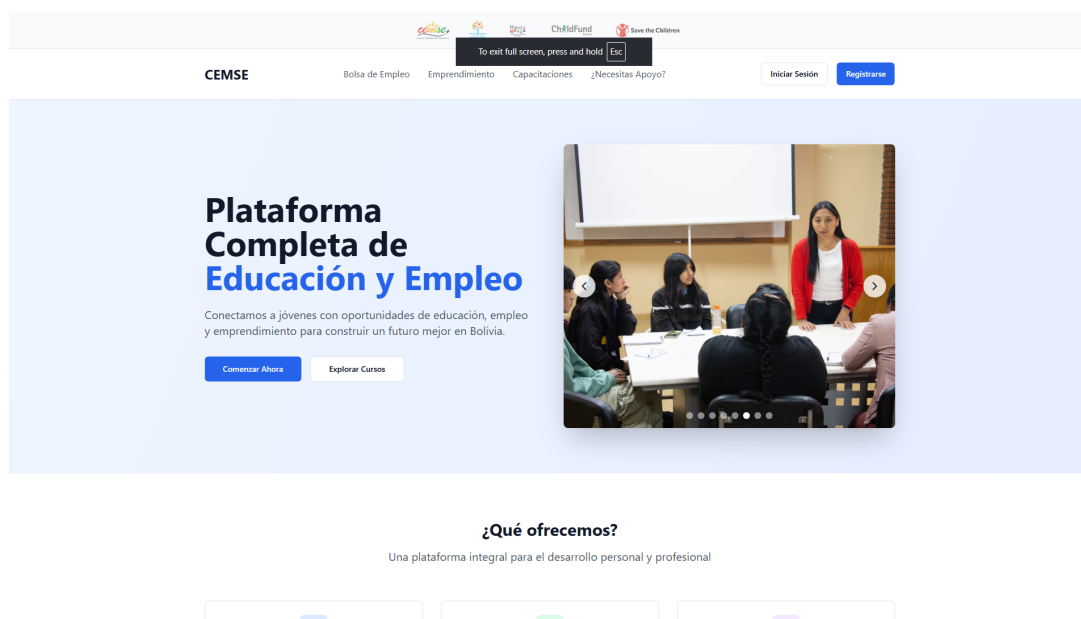 cemse
ChildFund
Save the Children
To exit full screen, press and hold Esc
CEMSE
Bolsa de Empleo
Emprendimiento
Capacitaciones
¿Necesitas Apoyo?
Iniciar Sesión
Registrarse
Plataforma
Completa de
Educación y Empleo
Conectamos a jóvenes con oportunidades de educación, empleo
y emprendimiento para construir un futuro mejor en Bolivia.
Comenzar Ahora
Explorar Cursos
¿Qué ofrecemos?
Una plataforma integral para el desarrollo personal y profesional